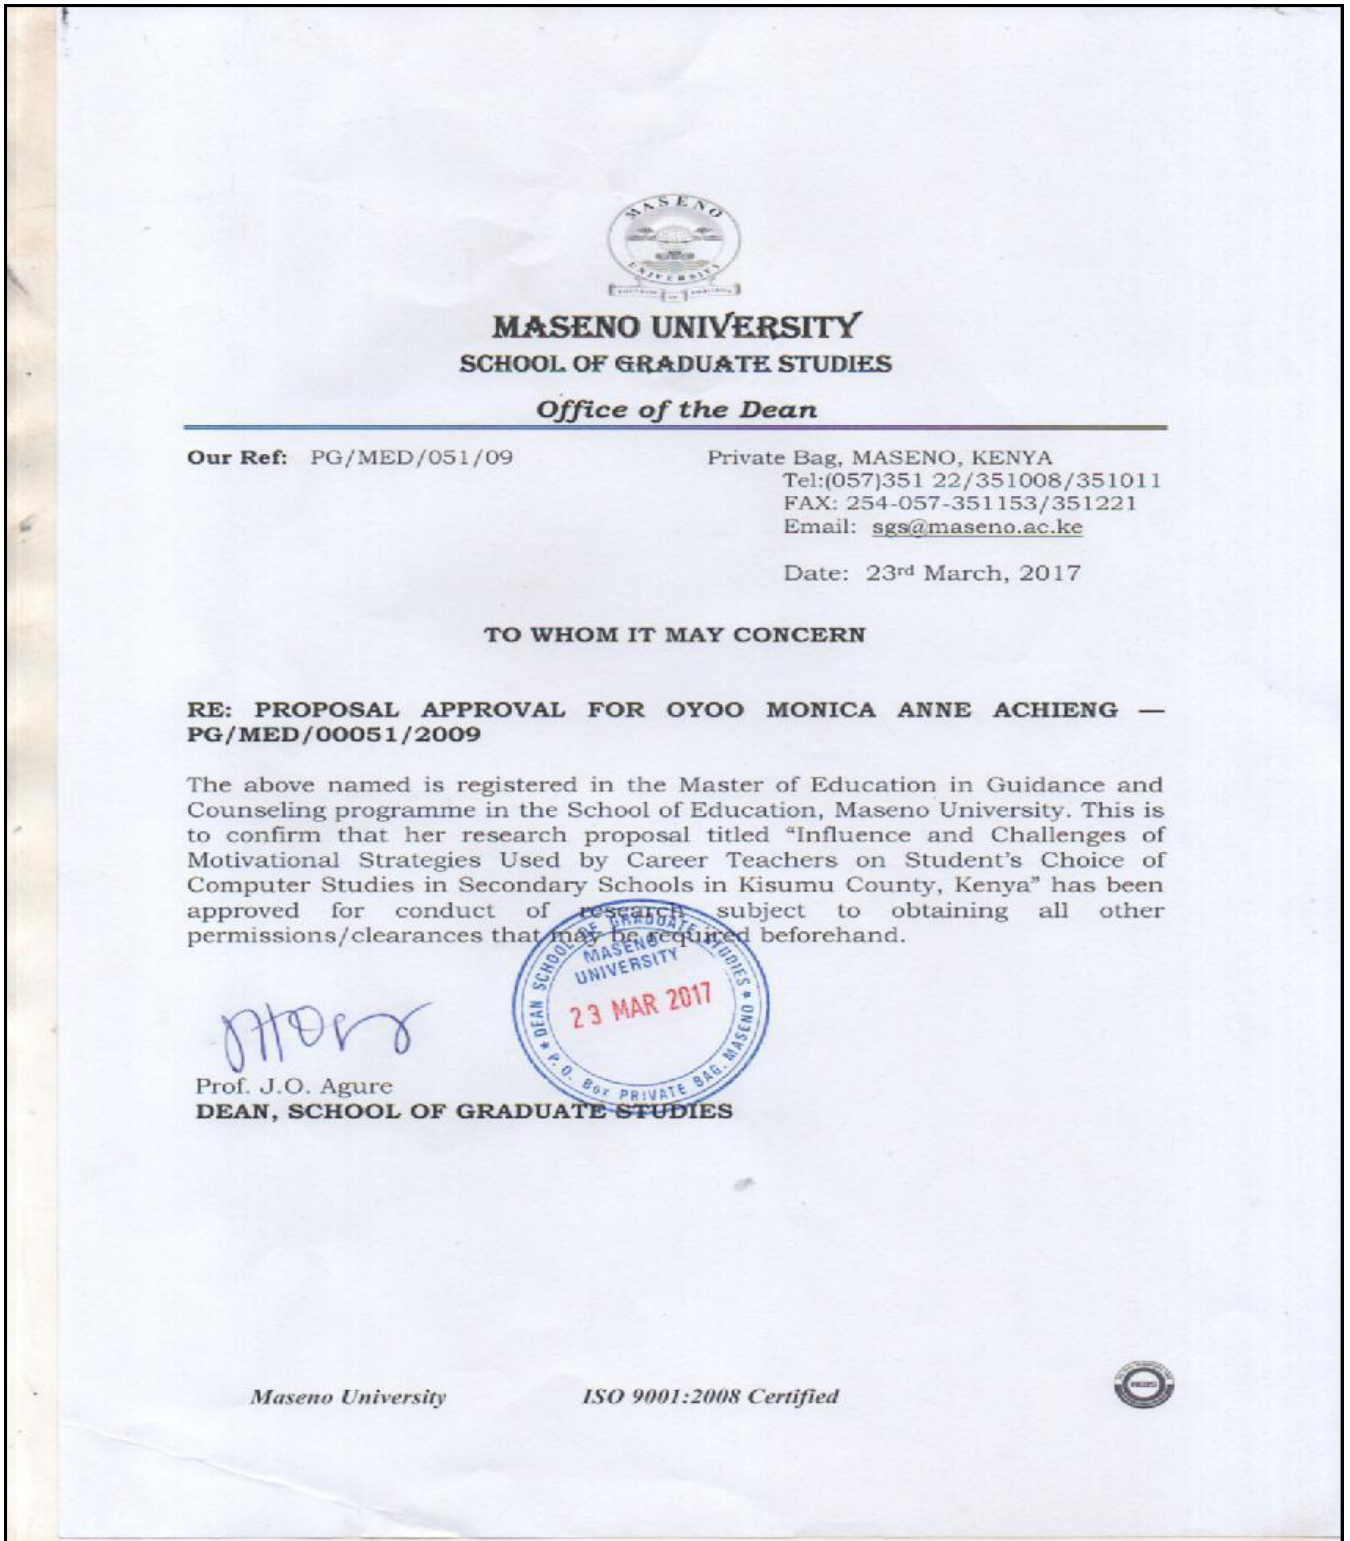 MASENO
UNIVERSITY
MASENO UNIVERSITY
SCHOOL OF GRADUATE STUDIES
Office of the Dean
Our Ref: PG/MED/051/09
Private Bag, MASENO, KENYA
Tel:(057)351 22/351008/351011
FAX: 254-057-351153/351221
Email: sgs@maseno.ac.ke
Date: 23rd March, 2017
TO WHOM IT MAY CONCERN
RE: PROPOSAL APPROVAL FOR OYOO MONICA ANNE ACHIENG —
PG/MED/00051/2009
The above named is registered in the Master of Education in Guidance and
Counseling programme in the School of Education, Maseno University. This is
to confirm that her research proposal titled “Influence and Challenges of
Motivational Strategies Used by Career Teachers on Student’s Choice of
Computer Studies in Secondary Schools in Kisumu County, Kenya” has been
approved for conduct of research subject to obtaining all other
permissions/clearances that may be required beforehand.
DEAN SCHOOL OF GRADUATE STUDIES
MASENO
UNIVERSITY
23 MAR 2017
P. O. Box PRIVATE BAG, MASENO
Prof. J.O. Agure
DEAN, SCHOOL OF GRADUATE STUDIES
Maseno University ISO 9001:2008 Certified